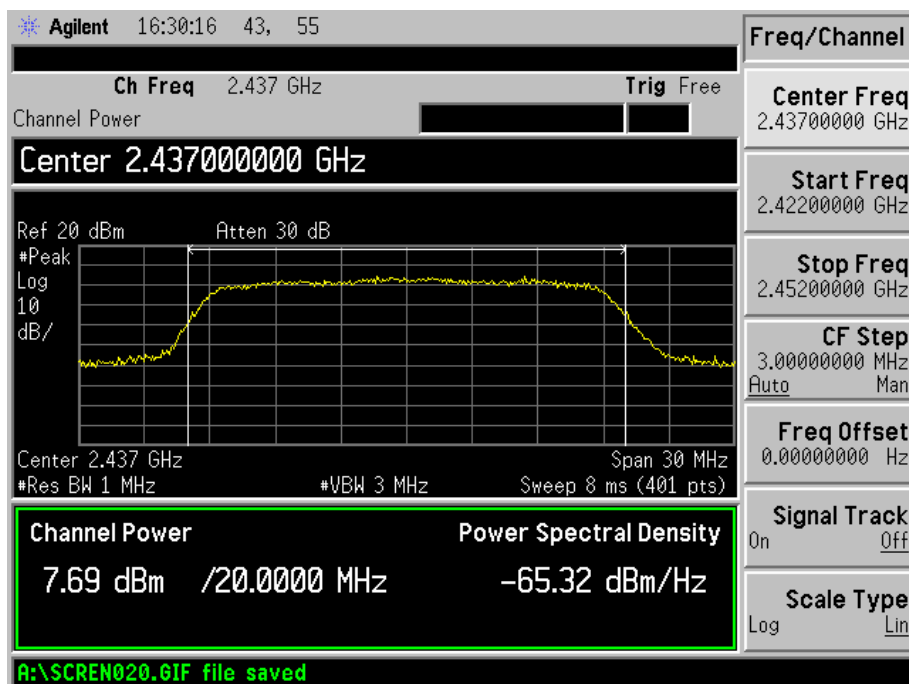 Agilent 16:30:16 43, 55
Ch Freq 2.437 GHz Trig Free
Channel Power
Center 2.437000000 GHz
Ref 20 dBm Atten 30 dB
#Peak
Log
10
dB/
Center 2.437 GHz Span 30 MHz
#Res BW 1 MHz #VBW 3 MHz Sweep 8 ms (401 pts)
Channel Power Power Spectral Density
7.69 dBm /20.0000 MHz -65.32 dBm/Hz
A:\SCREN020.GIF file saved
Freq/Channel
Center Freq
2.43700000 GHz
Start Freq
2.42200000 GHz
Stop Freq
2.45200000 GHz
CF Step
3.00000000 MHz
Auto Man
Freq Offset
0.00000000 Hz
Signal Track
On Off
Scale Type
Log Lin